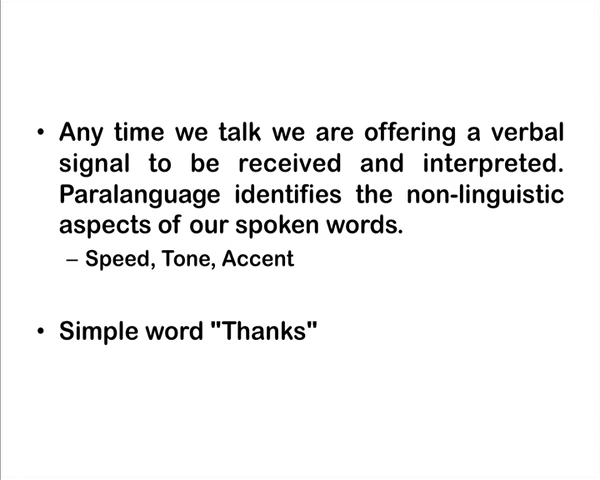 • Any time we talk we are offering a verbal
signal to be received and interpreted.
Paralanguage identifies the non-linguistic
aspects of our spoken words.
– Speed, Tone, Accent
• Simple word "Thanks"